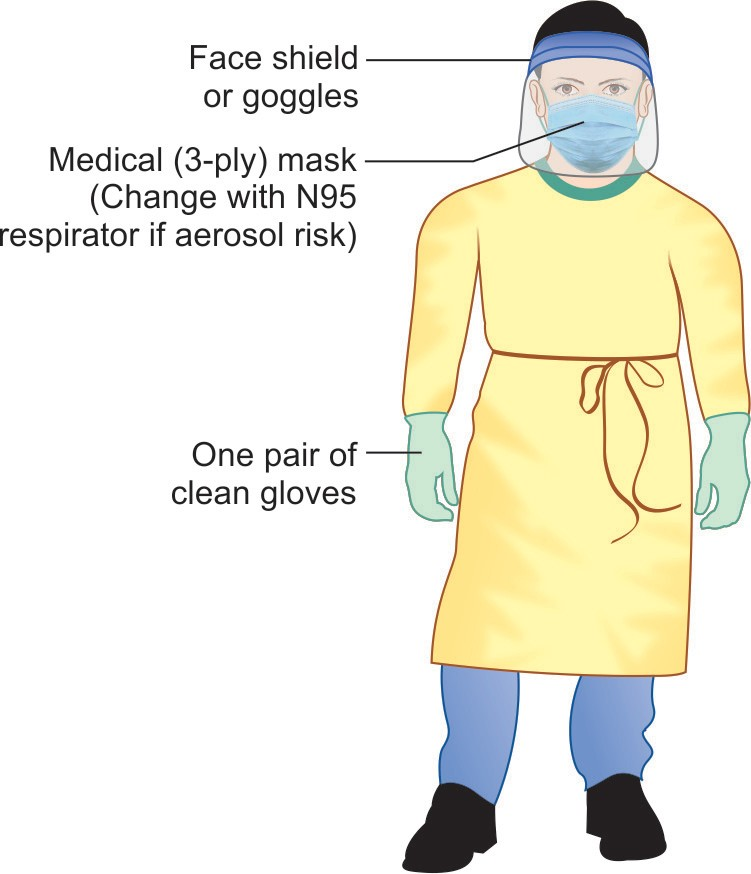 Face shield
or goggles
Medical (3-ply) mask
(Change with N95
respirator if aerosol risk)
One pair of
clean gloves